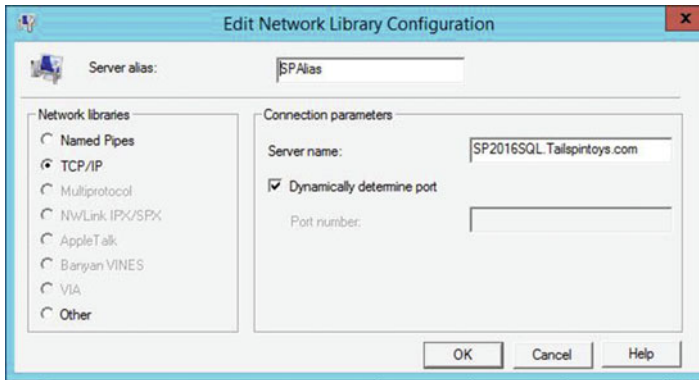 Edit Network Library Configuration
x
Server alias: SPAlias
Network libraries
Named Pipes
TCP/IP
Multiprotocol
NWLink IPX/SPX
AppleTalk
Banyan VINES
VIA
Other
Connection parameters
Server name: SP2016SQL.Tailspintoys.com
Dynamically determine port
Port number:
OK Cancel Help